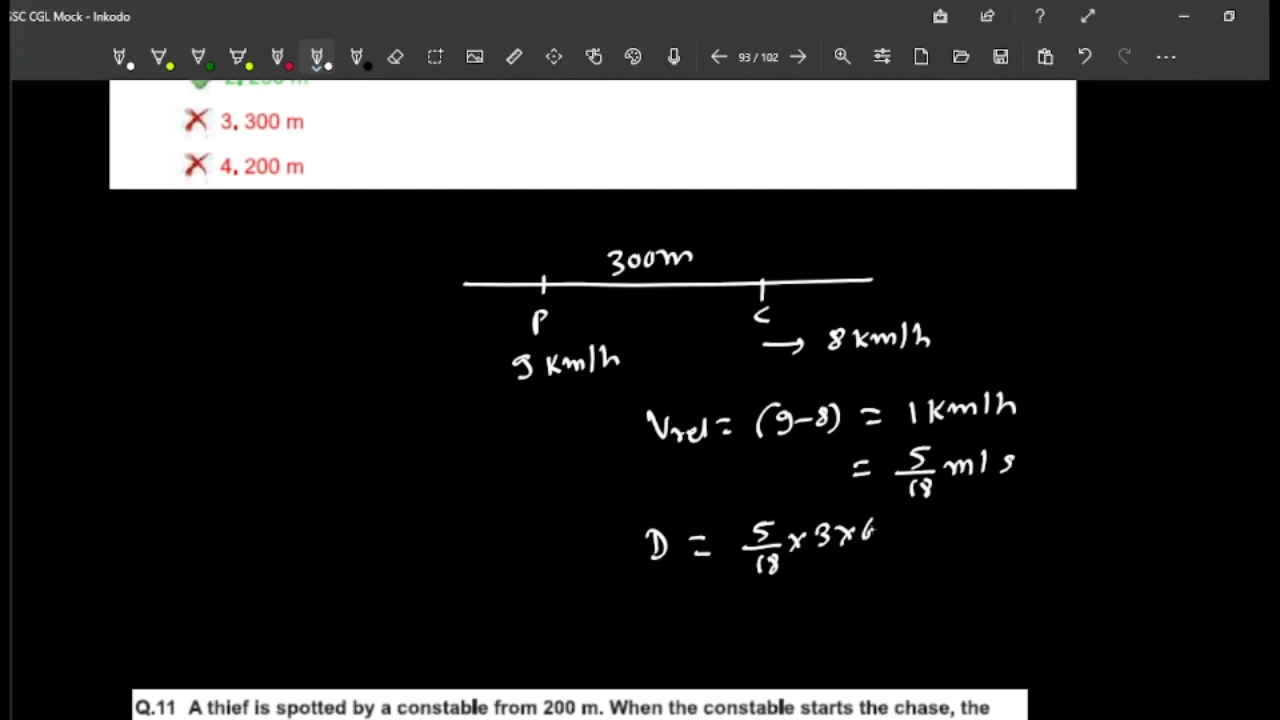 SSC CGL Mock - Inkodo
93 / 102
3. 300 m
4. 200 m
300m
P
C
9 km/h
→ 8 km/h
Vrel = (9-8) = 1 km/h
= 5/18 m/s
D = 5/18 × 3 × 6
Q.11 A thief is spotted by a constable from 200 m. When the constable starts the chase, the